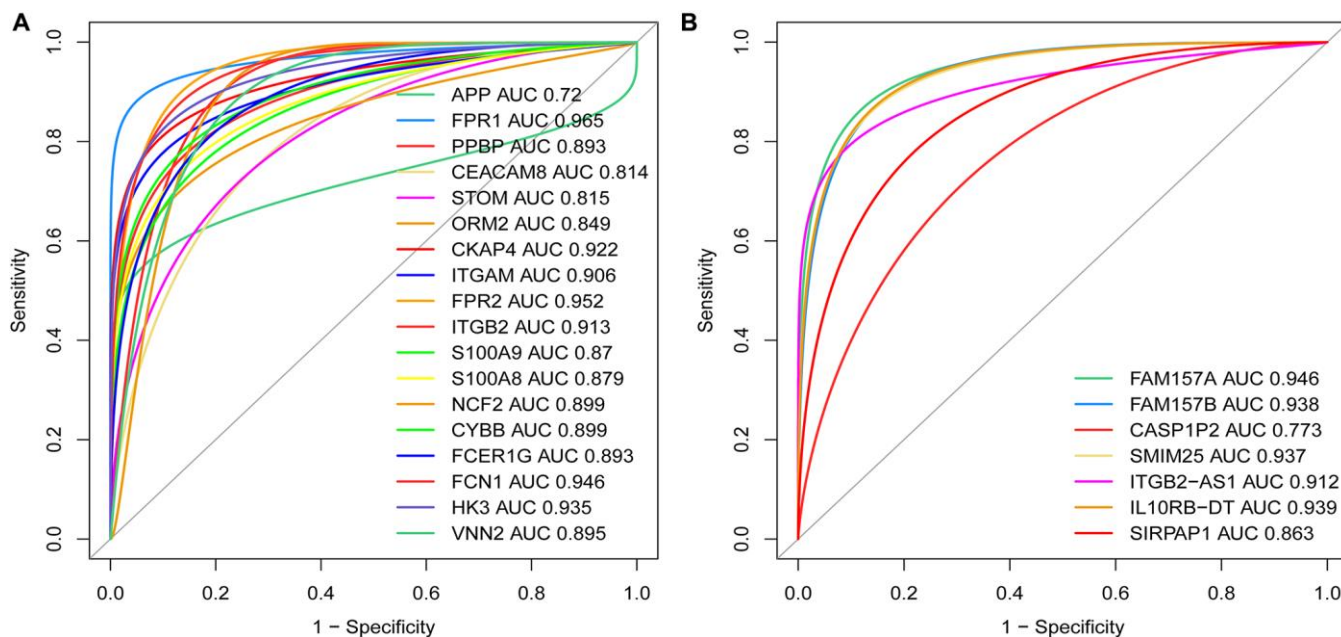 A
1.0
0.8
0.6
0.4
0.2
0.0
Sensitivity
APP AUC 0.72
FPR1 AUC 0.965
PPBP AUC 0.893
CEACAM8 AUC 0.814
STOM AUC 0.815
ORM2 AUC 0.849
CKAP4 AUC 0.922
ITGAM AUC 0.906
FPR2 AUC 0.952
ITGB2 AUC 0.913
S100A9 AUC 0.87
S100A8 AUC 0.879
NCF2 AUC 0.899
CYBB AUC 0.899
FCER1G AUC 0.893
FCN1 AUC 0.946
HK3 AUC 0.935
VNN2 AUC 0.895
0.0 0.2 0.4 0.6 0.8 1.0
1 − Specificity
B
1.0
0.8
0.6
0.4
0.2
0.0
Sensitivity
FAM157A AUC 0.946
FAM157B AUC 0.938
CASP1P2 AUC 0.773
SMIM25 AUC 0.937
ITGB2−AS1 AUC 0.912
IL10RB−DT AUC 0.939
SIRPAP1 AUC 0.863
0.0 0.2 0.4 0.6 0.8 1.0
1 − Specificity